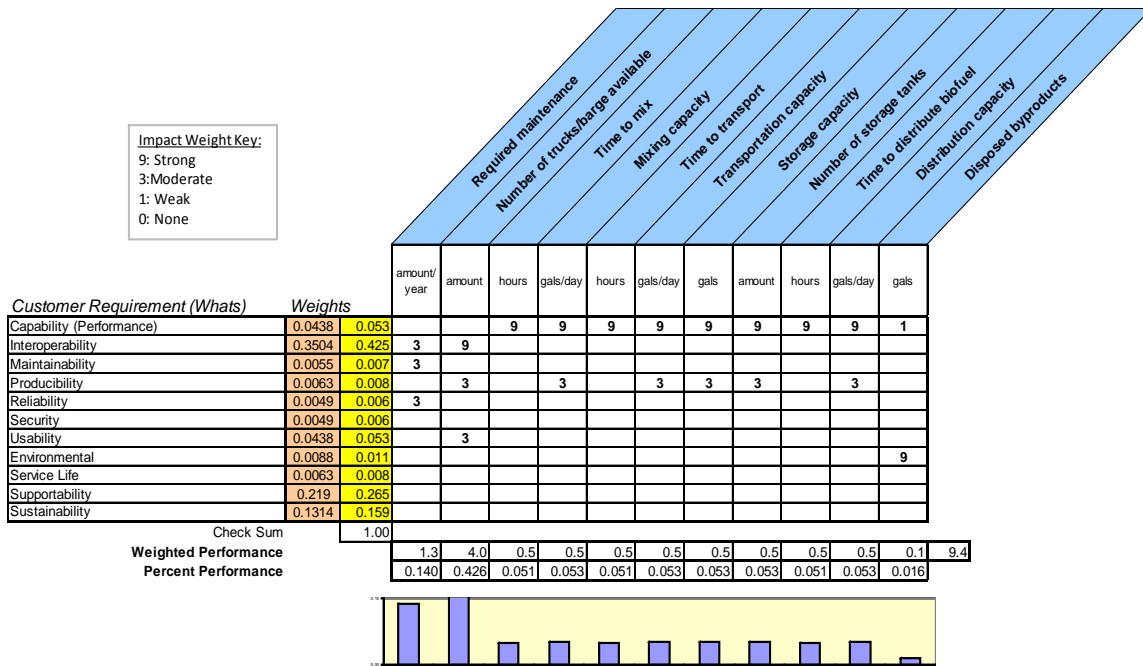 Required maintenance
Number of trucks/barge available
Time to mix
Mixing capacity
Time to transport
Transportation capacity
Storage capacity
Number of storage tanks
Time to distribute biofuel
Distribution capacity
Disposed byproducts
Impact Weight Key:
9: Strong
3:Moderate
1: Weak
0: None
amount/ year amount hours gals/day hours gals/day gals amount hours gals/day gals
Customer Requirement (Whats) Weights
Capability (Performance) 0.0438 0.053 9 9 9 9 9 9 9 9 1
Interoperability 0.3504 0.425 3 9
Maintainability 0.0055 0.007 3
Producibility 0.0063 0.008 3 3 3 3 3 3
Reliability 0.0049 0.006 3
Security 0.0049 0.006
Usability 0.0438 0.053 3
Environmental 0.0088 0.011 9
Service Life 0.0063 0.008
Supportability 0.219 0.265
Sustainability 0.1314 0.159
Check Sum 1.00
Weighted Performance 1.3 4.0 0.5 0.5 0.5 0.5 0.5 0.5 0.5 0.5 0.1 9.4
Percent Performance 0.140 0.426 0.051 0.053 0.051 0.053 0.053 0.053 0.051 0.053 0.016